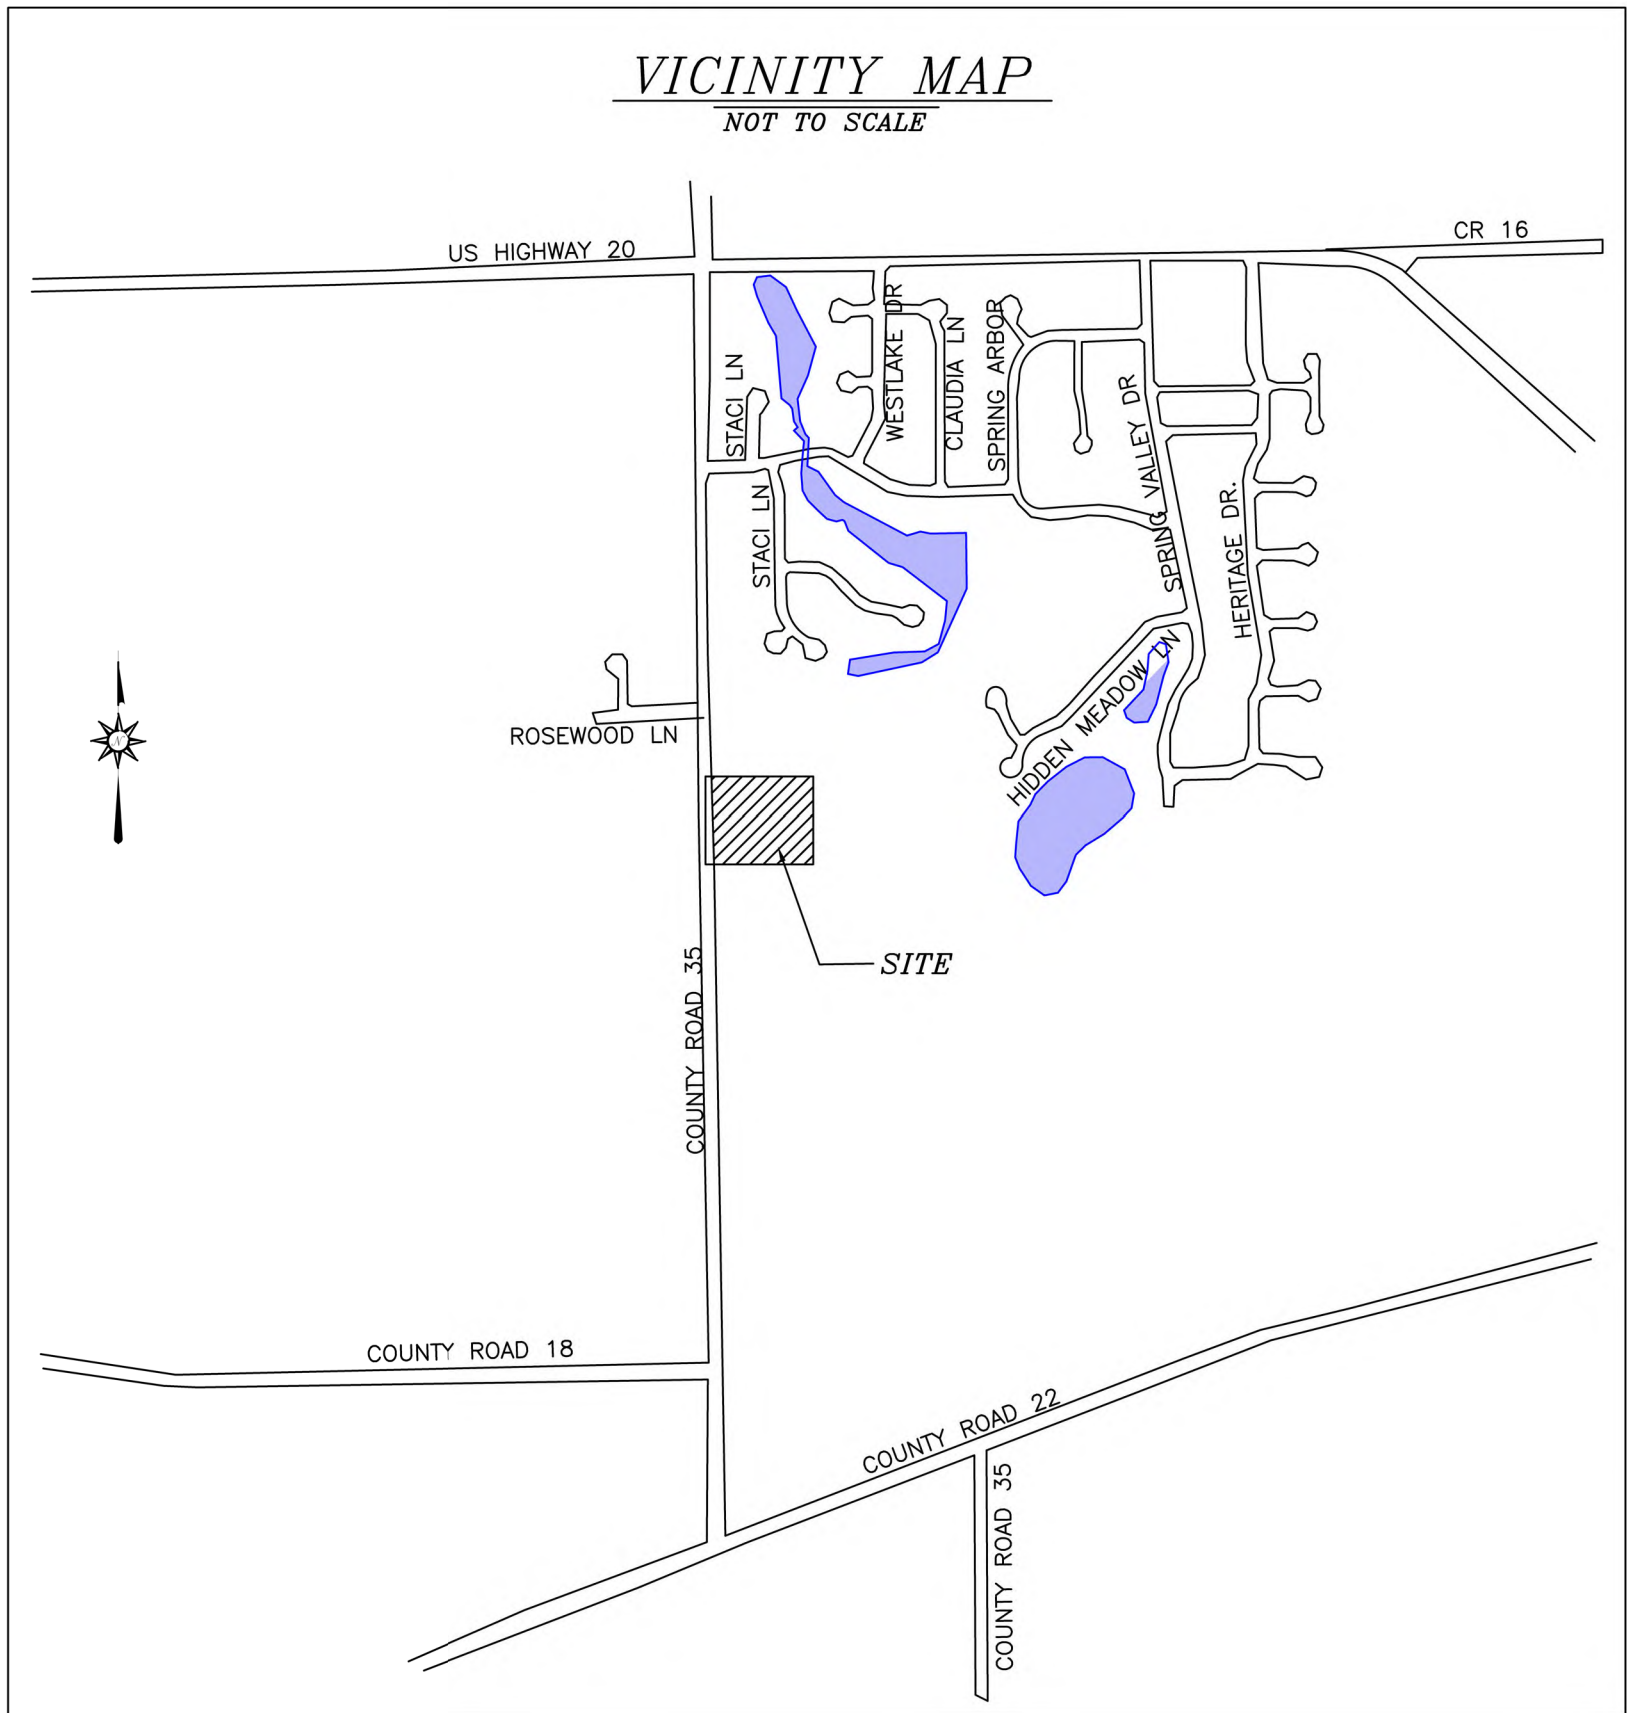 VICINITY MAP
NOT TO SCALE
CR 16
US HIGHWAY 20
STACI LN
WESTLAKE DR
CLAUDIA LN
SPRING ARBOR
SPRING VALLEY DR
STACI LN
HERITAGE DR.
HIDDEN MEADOW LN
ROSEWOOD LN
N
SITE
COUNTY ROAD 35
COUNTY ROAD 18
COUNTY ROAD 22
COUNTY ROAD 35